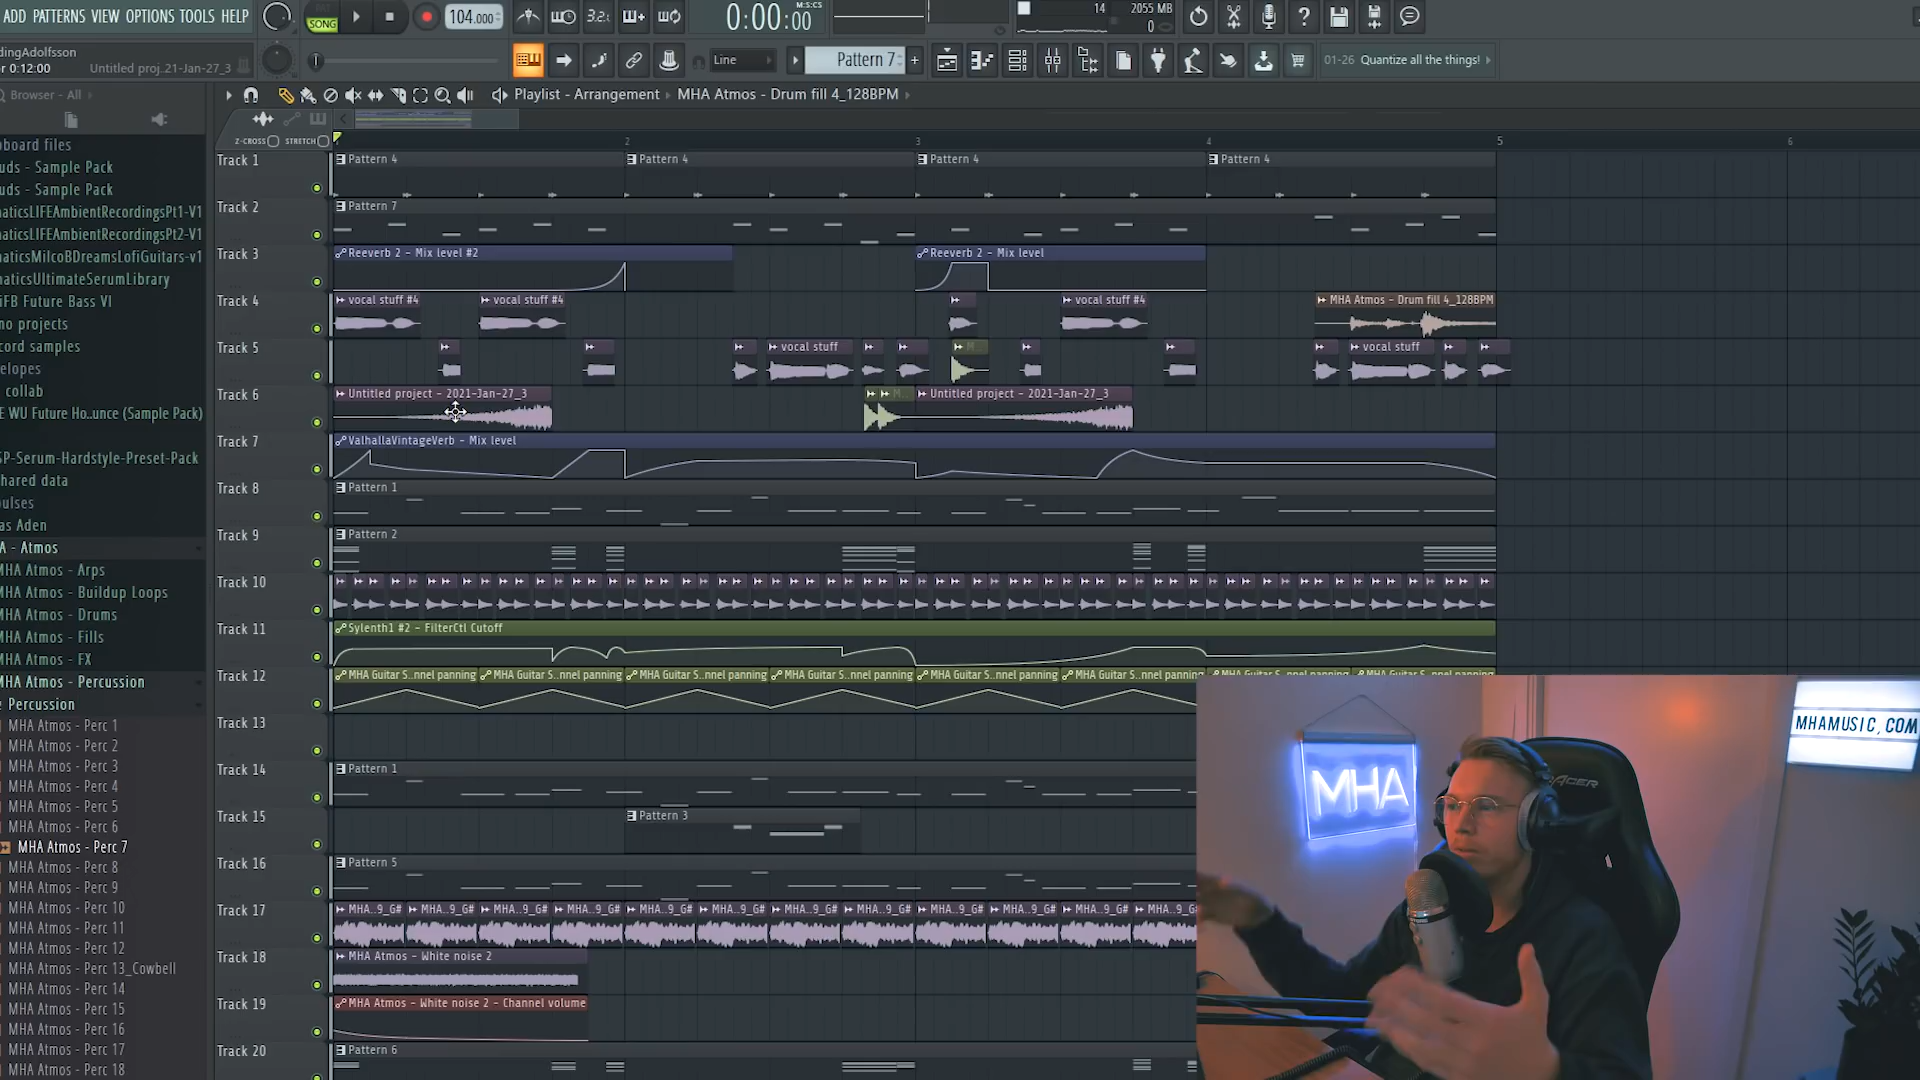 ADD PATTERNS VIEW OPTIONS TOOLS HELP
SONG
104.000
3.2.
0:00:00
M:S:CS
14
2055 MB
0
dingAdolfsson
r 0:12:00
Untitled proj..21-Jan-27_3
Line
Pattern 7
+
01-26 Quantize all the things!
Browser - All
Playlist - Arrangement
MHA Atmos - Drum fill 4_128BPM
Z-CROSS
STRETCH
2
3
4
5
6
board files
uds - Sample Pack
uds - Sample Pack
aticsLIFEAmbientRecordingsPt1-V1
aticsLIFEAmbientRecordingsPt2-V1
aticsMilcoBDreamsLofiGuitars-v1
aticsUltimateSerumLibrary
iFB Future Bass VI
no projects
cord samples
elopes
collab
E WU Future Ho..unce (Sample Pack)
SP-Serum-Hardstyle-Preset-Pack
hared data
pulses
as Aden
A - Atmos
MHA Atmos - Arps
MHA Atmos - Buildup Loops
MHA Atmos - Drums
MHA Atmos - Fills
MHA Atmos - FX
MHA Atmos - Percussion
Percussion
MHA Atmos - Perc 1
MHA Atmos - Perc 2
MHA Atmos - Perc 3
MHA Atmos - Perc 4
MHA Atmos - Perc 5
MHA Atmos - Perc 6
MHA Atmos - Perc 7
MHA Atmos - Perc 8
MHA Atmos - Perc 9
MHA Atmos - Perc 10
MHA Atmos - Perc 11
MHA Atmos - Perc 12
MHA Atmos - Perc 13_Cowbell
MHA Atmos - Perc 14
MHA Atmos - Perc 15
MHA Atmos - Perc 16
MHA Atmos - Perc 17
MHA Atmos - Perc 18
Track 1
Pattern 4
Pattern 4
Pattern 4
Pattern 4
Track 2
Pattern 7
Track 3
Reeverb 2 - Mix level #2
Reeverb 2 - Mix level
Track 4
vocal stuff #4
vocal stuff #4
vocal stuff #4
MHA Atmos - Drum fill 4_128BPM
Track 5
vocal stuff
M..
vocal stuff
Track 6
Untitled project - 2021-Jan-27_3
M..
Untitled project - 2021-Jan-27_3
Track 7
ValhallaVintageVerb - Mix level
Track 8
Pattern 1
Track 9
Pattern 2
Track 10
Track 11
Sylenth1 #2 - FilterCtl Cutoff
Track 12
MHA Guitar S..nnel panning
MHA Guitar S..nnel panning
MHA Guitar S..nnel panning
MHA Guitar S..nnel panning
MHA Guitar S..nnel panning
MHA Guitar S..nnel panning
MHA Guitar S..nnel panning
MHA Guitar S..nnel panning
Track 13
Track 14
Pattern 1
Track 15
Pattern 3
Track 16
Pattern 5
Track 17
MHA..9_G#
MHA..9_G#
MHA..9_G#
MHA..9_G#
MHA..9_G#
MHA..9_G#
MHA..9_G#
MHA..9_G#
MHA..9_G#
MHA..9_G#
MHA..9_G#
MHA..9_G#
Track 18
MHA Atmos - White noise 2
Track 19
MHA Atmos - White noise 2 - Channel volume
Track 20
Pattern 6
MHA
MHAMUSIC.COM
ACER